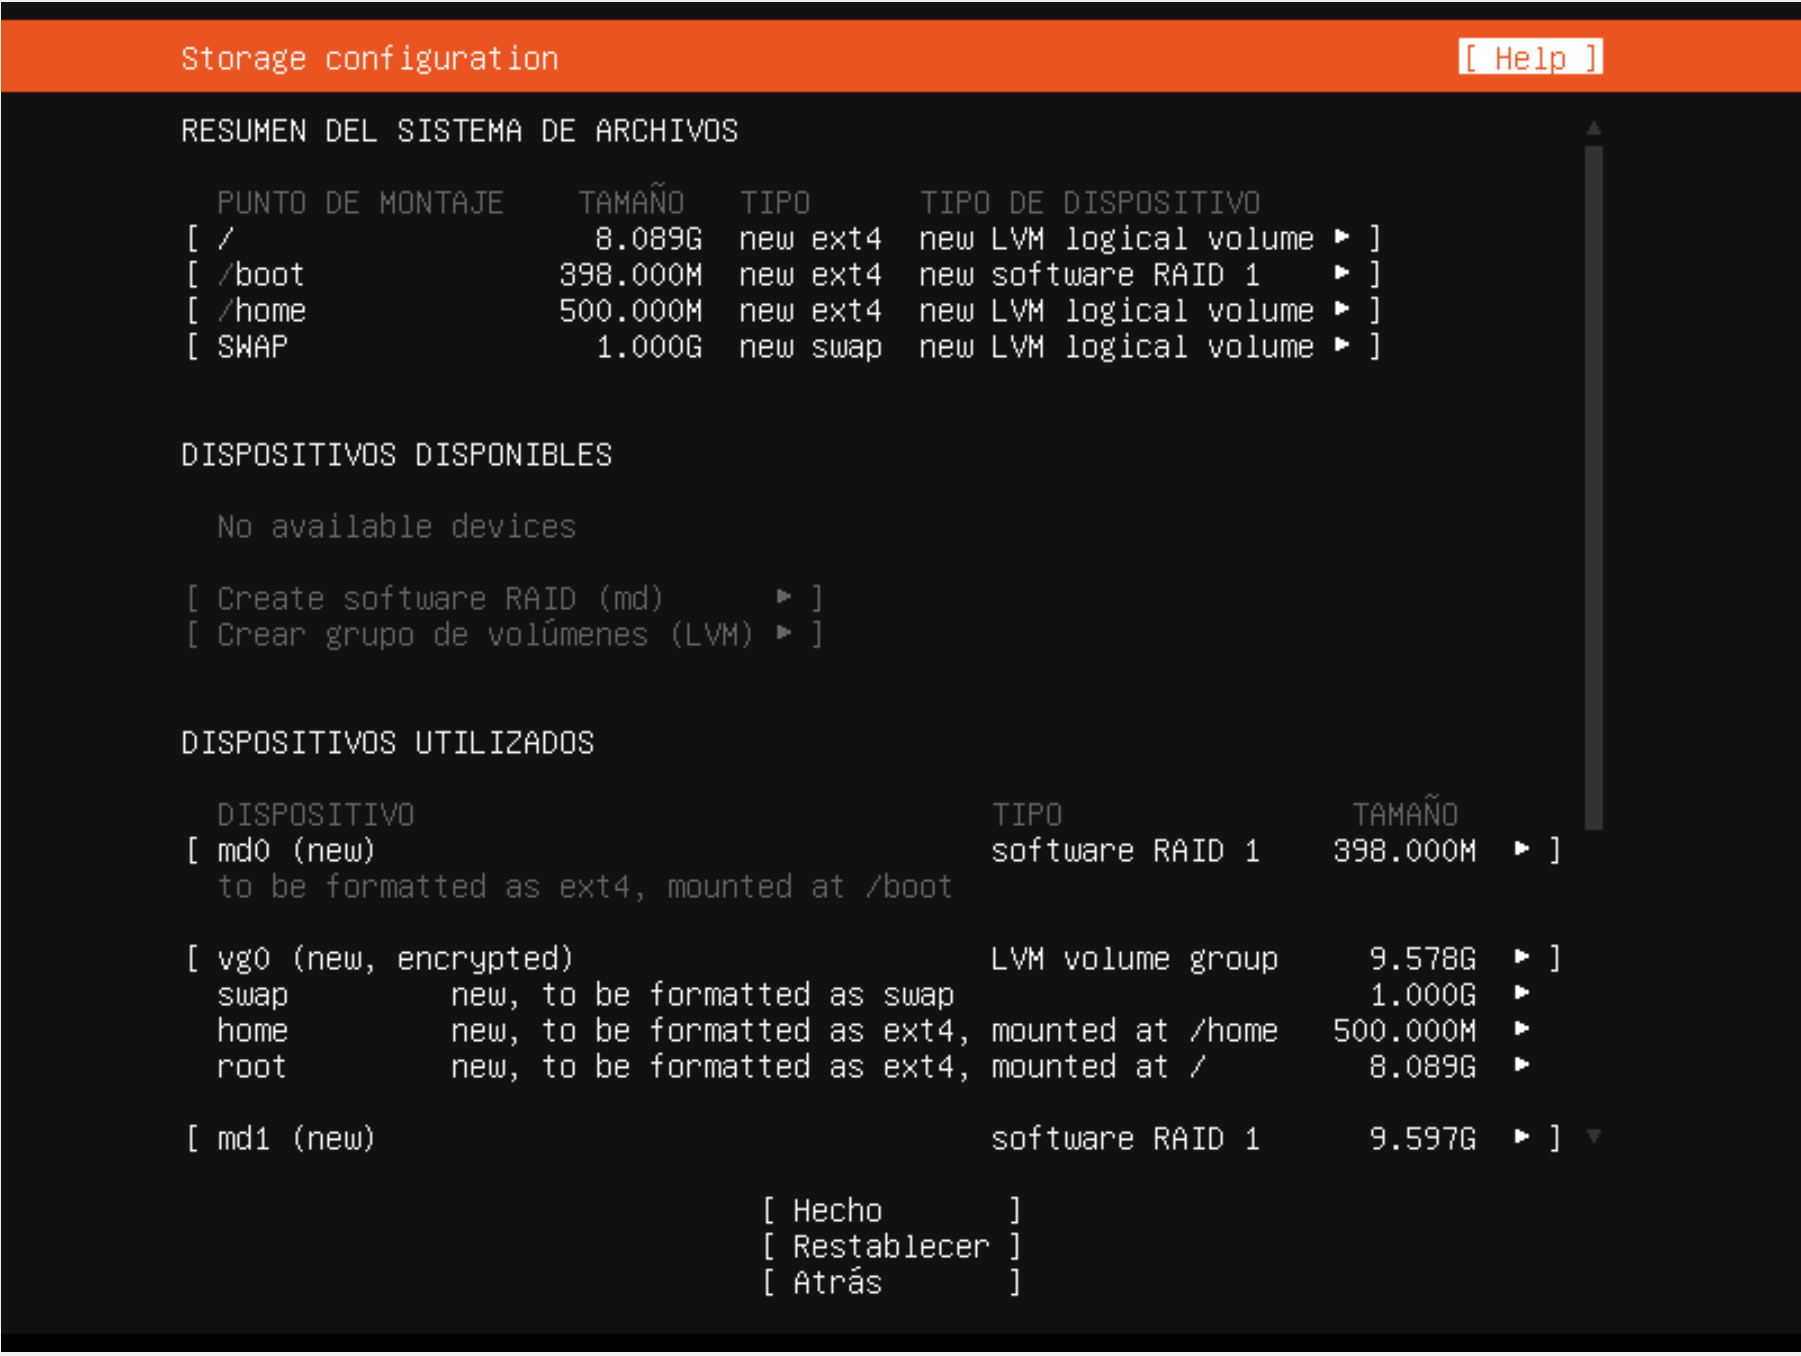 Storage configuration [ Help ]
RESUMEN DEL SISTEMA DE ARCHIVOS
PUNTO DE MONTAJE TAMAÑO TIPO TIPO DE DISPOSITIVO
[ / 8.089G new ext4 new LVM logical volume ▸ ]
[ /boot 398.000M new ext4 new software RAID 1 ▸ ]
[ /home 500.000M new ext4 new LVM logical volume ▸ ]
[ SWAP 1.000G new swap new LVM logical volume ▸ ]
DISPOSITIVOS DISPONIBLES
No available devices
[ Create software RAID (md) ▸ ]
[ Crear grupo de volúmenes (LVM) ▸ ]
DISPOSITIVOS UTILIZADOS
DISPOSITIVO TIPO TAMAÑO
[ md0 (new) software RAID 1 398.000M ▸ ]
to be formatted as ext4, mounted at /boot
[ vg0 (new, encrypted) LVM volume group 9.578G ▸ ]
swap new, to be formatted as swap 1.000G ▸
home new, to be formatted as ext4, mounted at /home 500.000M ▸
root new, to be formatted as ext4, mounted at / 8.089G ▸
[ md1 (new) software RAID 1 9.597G ▸ ]
[ Hecho ]
[ Restablecer ]
[ Atrás ]